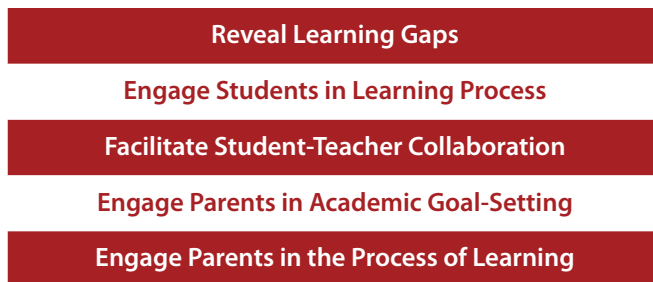 Reveal Learning Gaps
Engage Students in Learning Process
Facilitate Student-Teacher Collaboration
Engage Parents in Academic Goal-Setting
Engage Parents in the Process of Learning